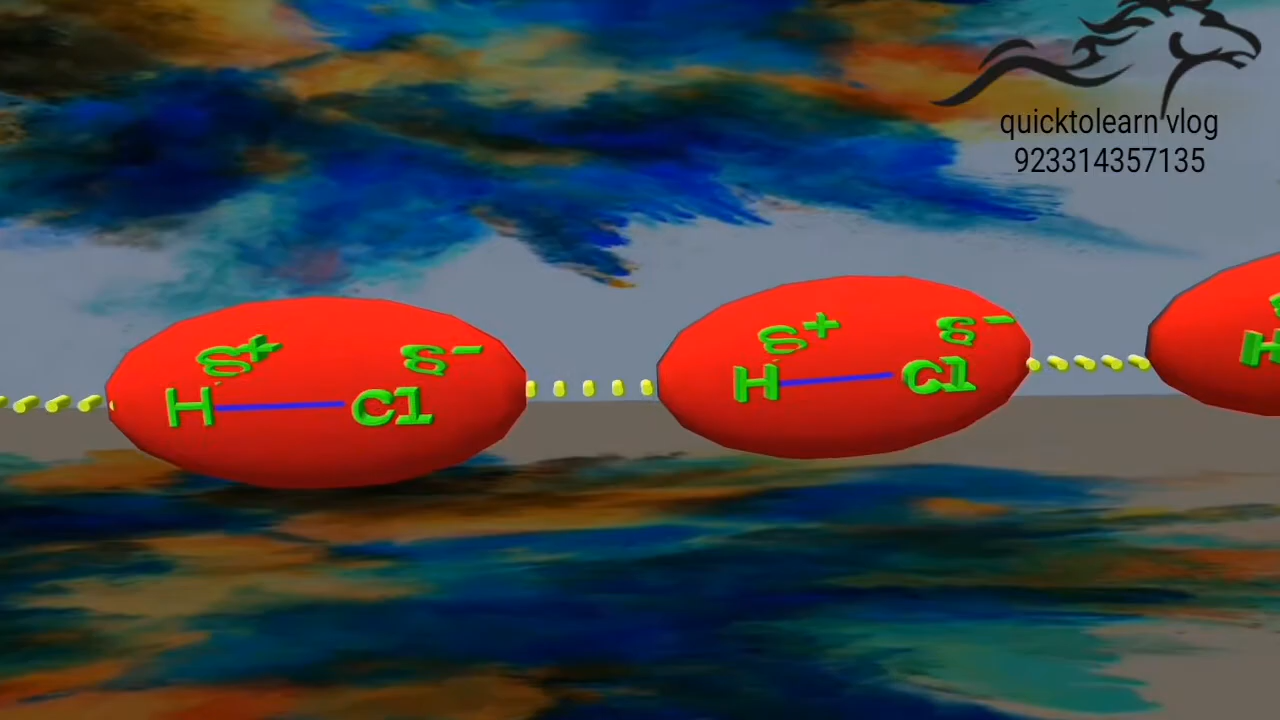 quicktolearn vlog
923314357135
S+ S-
H Cl
S+ S-
H Cl
H